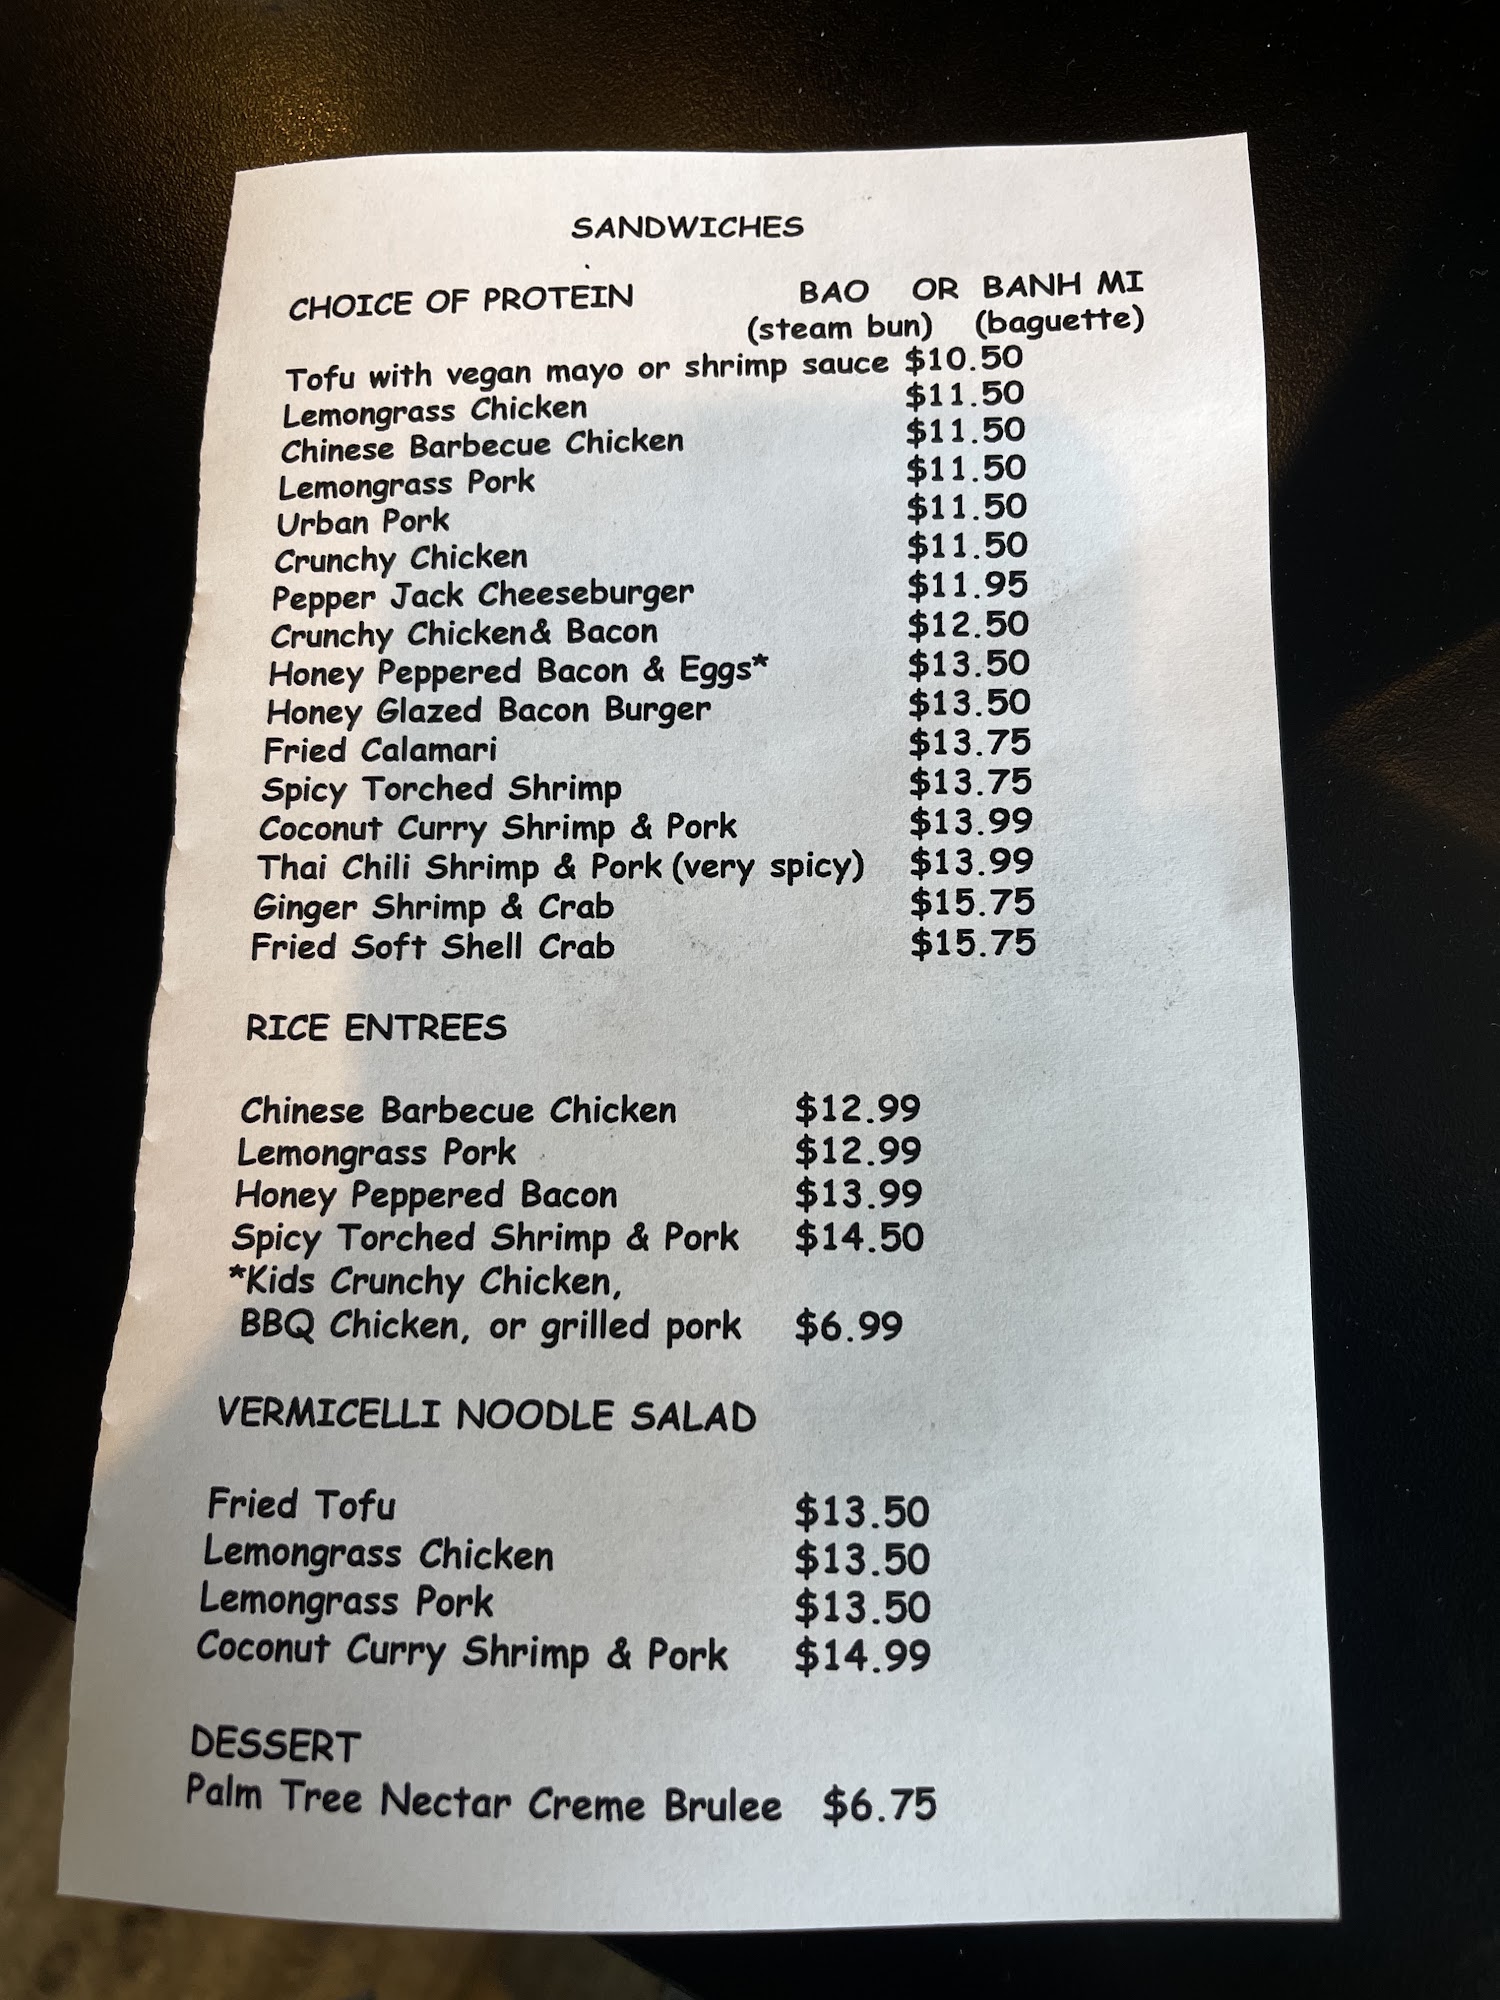 SANDWICHES
CHOICE OF PROTEIN BAO OR BANH MI
(steam bun) (baguette)
Tofu with vegan mayo or shrimp sauce $10.50
Lemongrass Chicken $11.50
Chinese Barbecue Chicken $11.50
Lemongrass Pork $11.50
Urban Pork $11.50
Crunchy Chicken $11.50
Pepper Jack Cheeseburger $11.95
Crunchy Chicken& Bacon $12.50
Honey Peppered Bacon & Eggs* $13.50
Honey Glazed Bacon Burger $13.50
Fried Calamari $13.75
Spicy Torched Shrimp $13.75
Coconut Curry Shrimp & Pork $13.99
Thai Chili Shrimp & Pork (very spicy) $13.99
Ginger Shrimp & Crab $15.75
Fried Soft Shell Crab $15.75
RICE ENTREES
Chinese Barbecue Chicken $12.99
Lemongrass Pork $12.99
Honey Peppered Bacon $13.99
Spicy Torched Shrimp & Pork $14.50
*Kids Crunchy Chicken,
BBQ Chicken, or grilled pork $6.99
VERMICELLI NOODLE SALAD
Fried Tofu $13.50
Lemongrass Chicken $13.50
Lemongrass Pork $13.50
Coconut Curry Shrimp & Pork $14.99
DESSERT
Palm Tree Nectar Creme Brulee $6.75